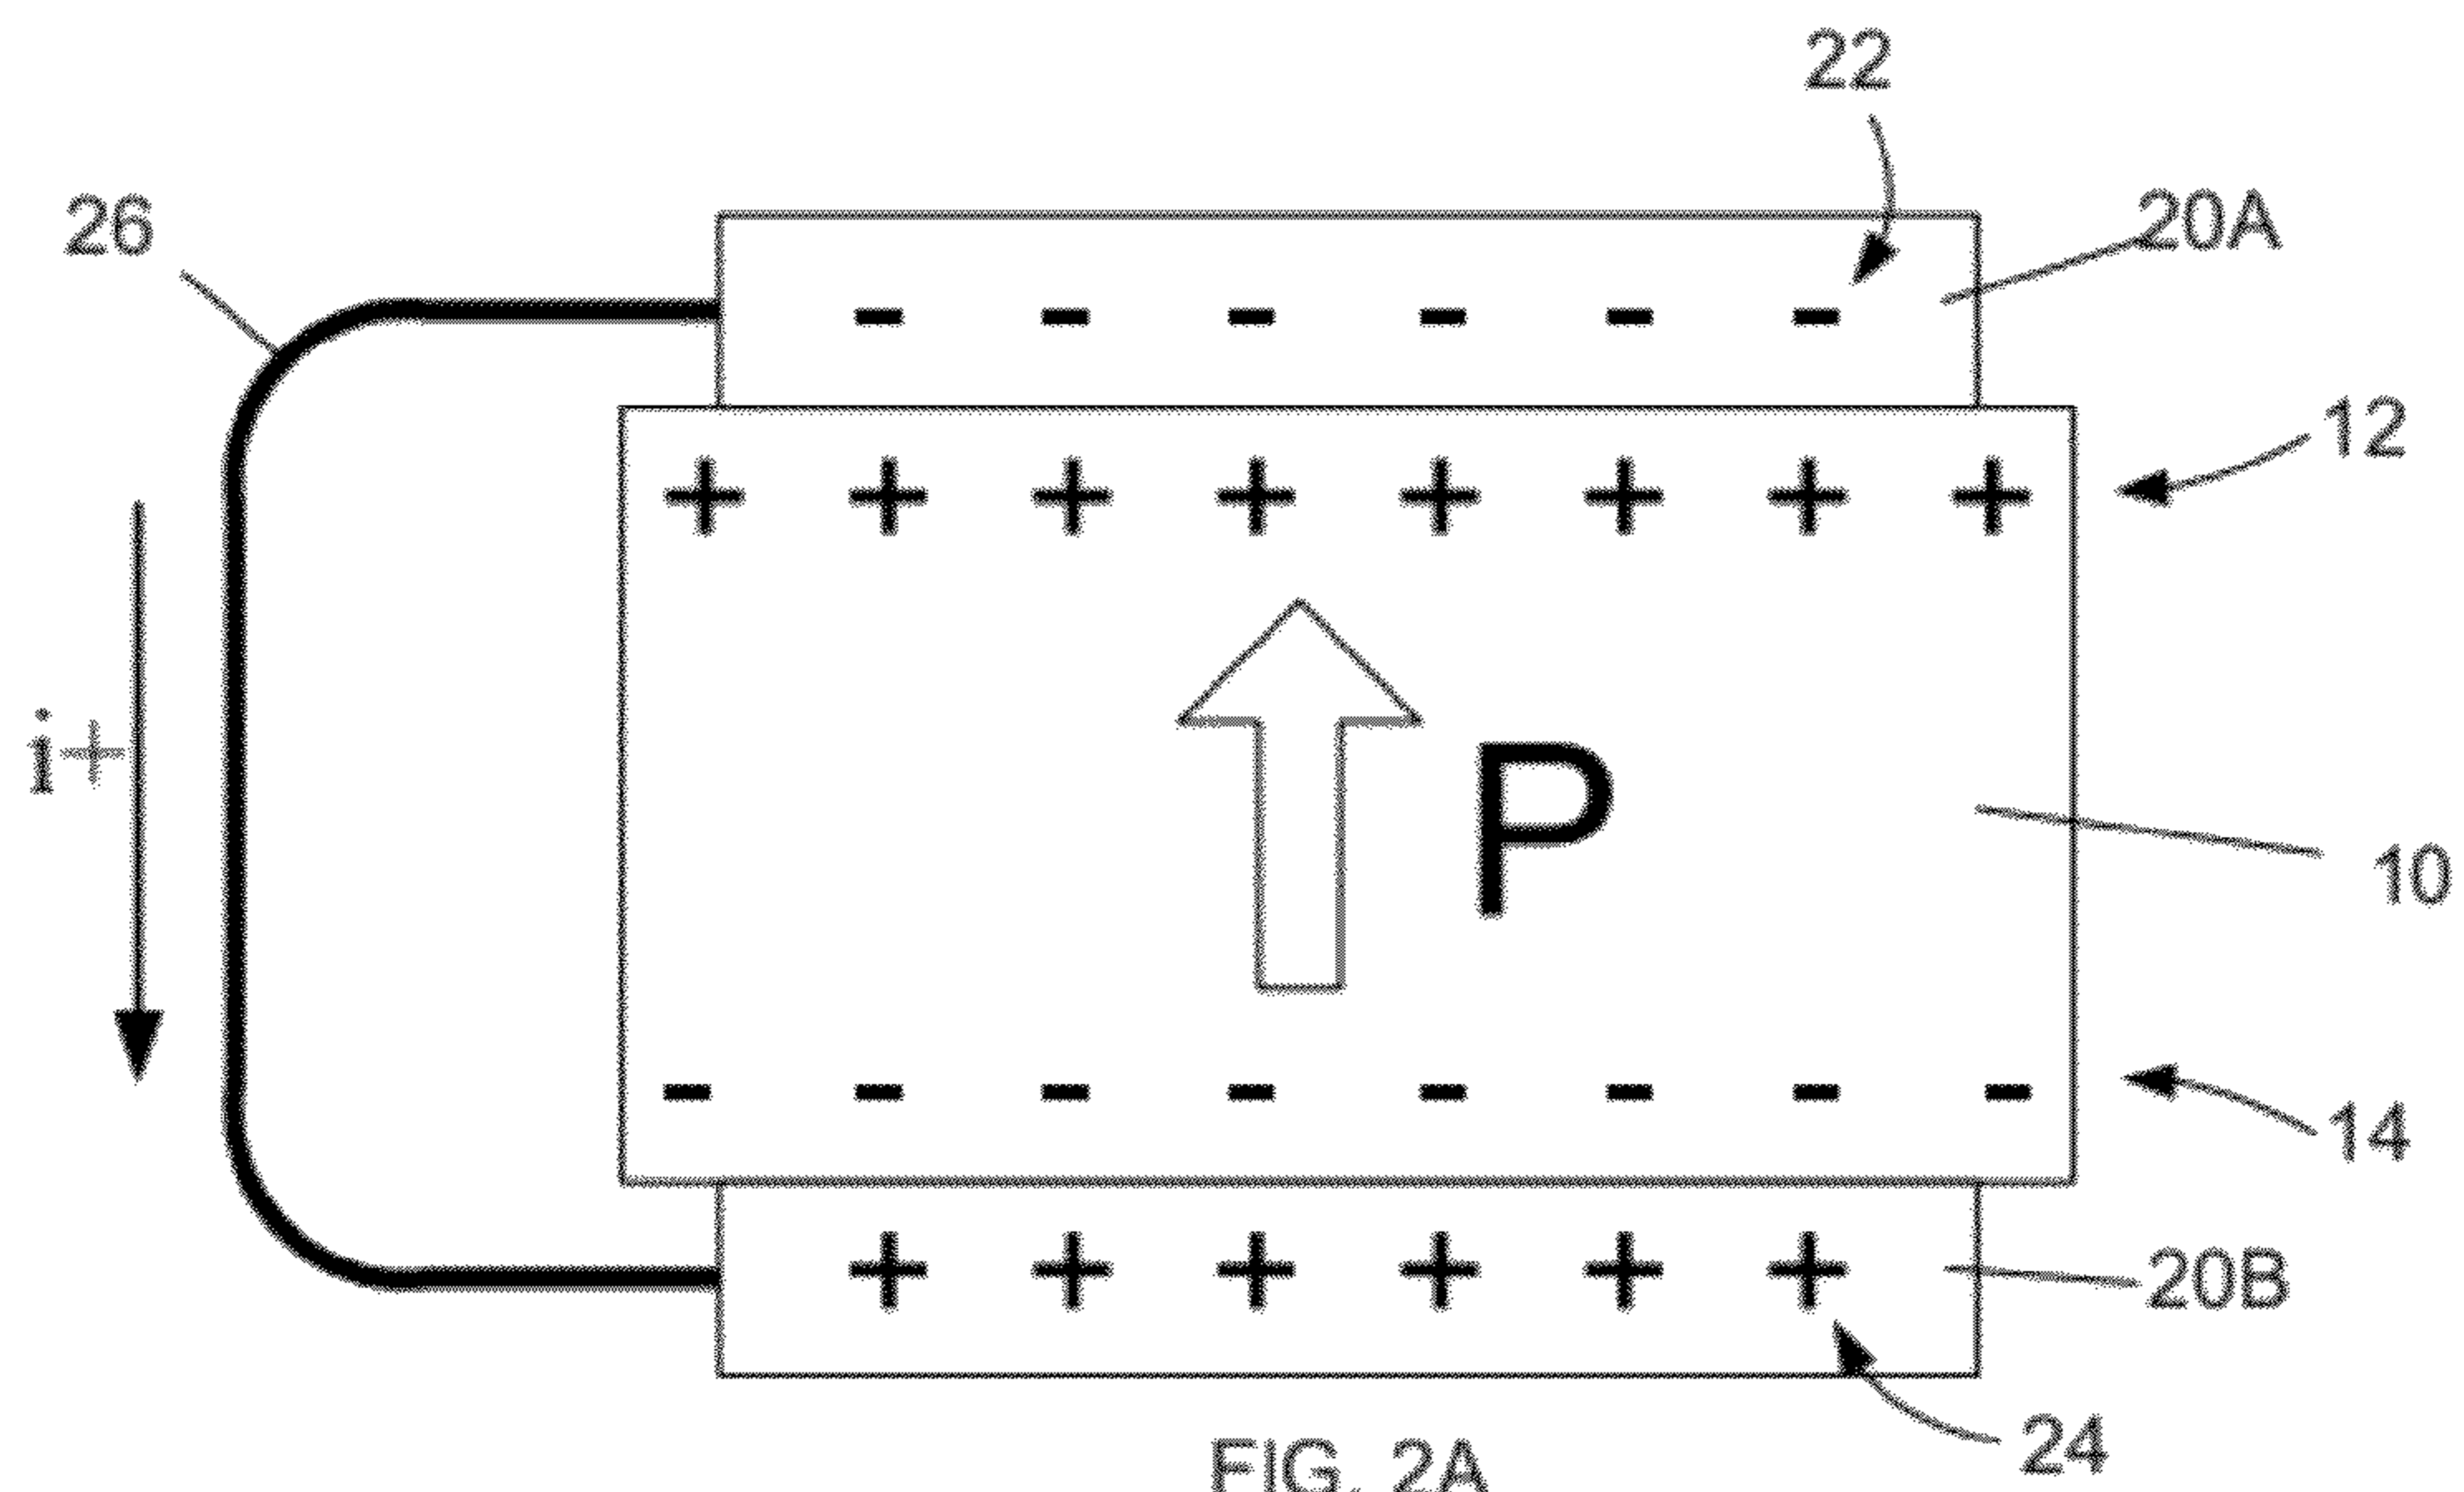 22
20A
26
- - - - - -
12
+ + + + + + + +
i+
P
10
- - - - - - - -
14
+ + + + + +
20B
24
FIG. 2A